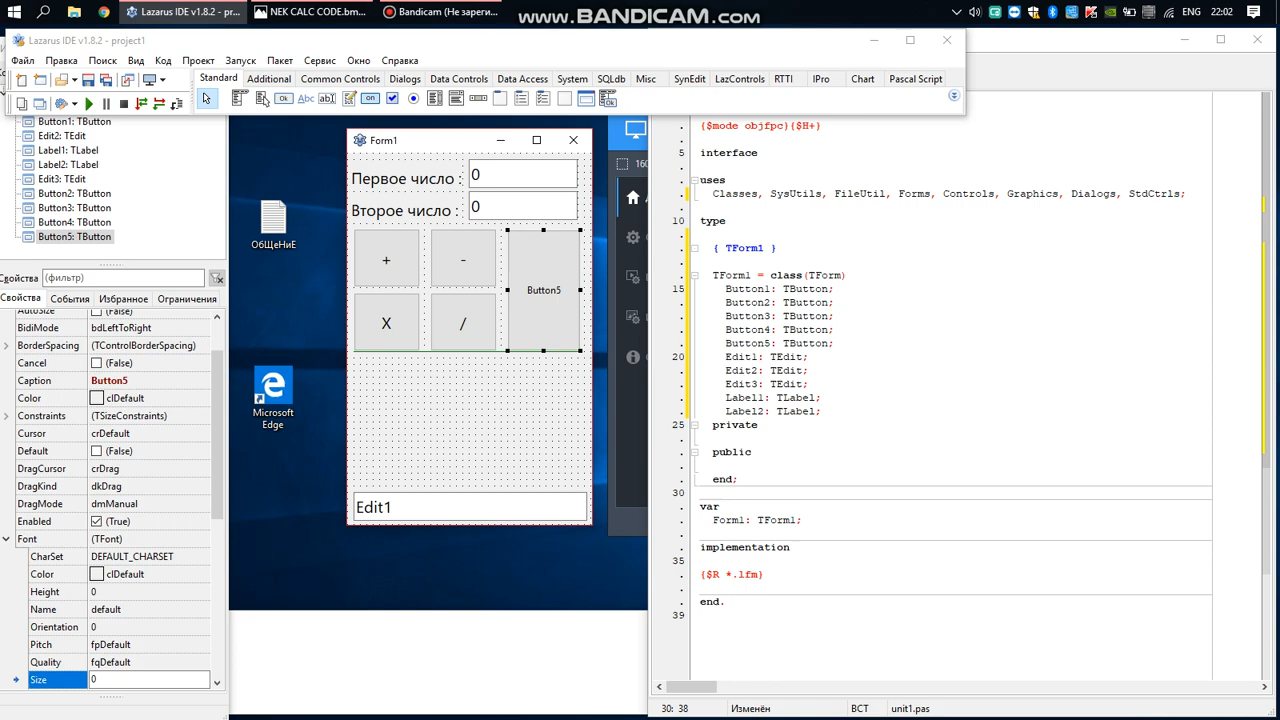 Lazarus IDE v1.8.2 - pr...
NEK CALC CODE.bm...
Bandicam (Не зареги...
www.BANDICAM.com
22:02
Lazarus IDE v1.8.2 - project1
Файл Правка Поиск Вид Код Проект Запуск Пакет Сервис Окно Справка
Standard Additional Common Controls Dialogs Data Controls Data Access System SQLdb Misc SynEdit LazControls RTTI IPro Chart Pascal Script
Ok Abc ab on Ok
Button1: TButton
Edit2: TEdit
Label1: TLabel
Label2: TLabel
Edit3: TEdit
Button2: TButton
Button3: TButton
Button4: TButton
Button5: TButton
Свойства (фильтр)
Свойства События Избранное Ограничения
AutoSize (False)
BidiMode bdLeftToRight
BorderSpacing (TControlBorderSpacing)
Cancel (False)
Caption Button5
Color clDefault
Constraints (TSizeConstraints)
Cursor crDefault
Default (False)
DragCursor crDrag
DragKind dkDrag
DragMode dmManual
Enabled (True)
Font (TFont)
CharSet DEFAULT_CHARSET
Color clDefault
Height 0
Name default
Orientation 0
Pitch fpDefault
Quality fqDefault
Size 0
ОбЩеНиЕ
Microsoft
Edge
Form1
Первое число : 0
Второе число : 0
+ - Button5
X /
Edit1
160
{$mode objfpc}{$H+}
5 interface
uses
Classes, SysUtils, FileUtil, Forms, Controls, Graphics, Dialogs, StdCtrls;
10 type
{ TForm1 }
TForm1 = class(TForm)
15 Button1: TButton;
Button2: TButton;
Button3: TButton;
Button4: TButton;
Button5: TButton;
20 Edit1: TEdit;
Edit2: TEdit;
Edit3: TEdit;
Label1: TLabel;
Label2: TLabel;
25 private
public
end;
30
var
Form1: TForm1;
implementation
35
{$R *.lfm}
end.
39
30: 38 Изменён ВСТ unit1.pas